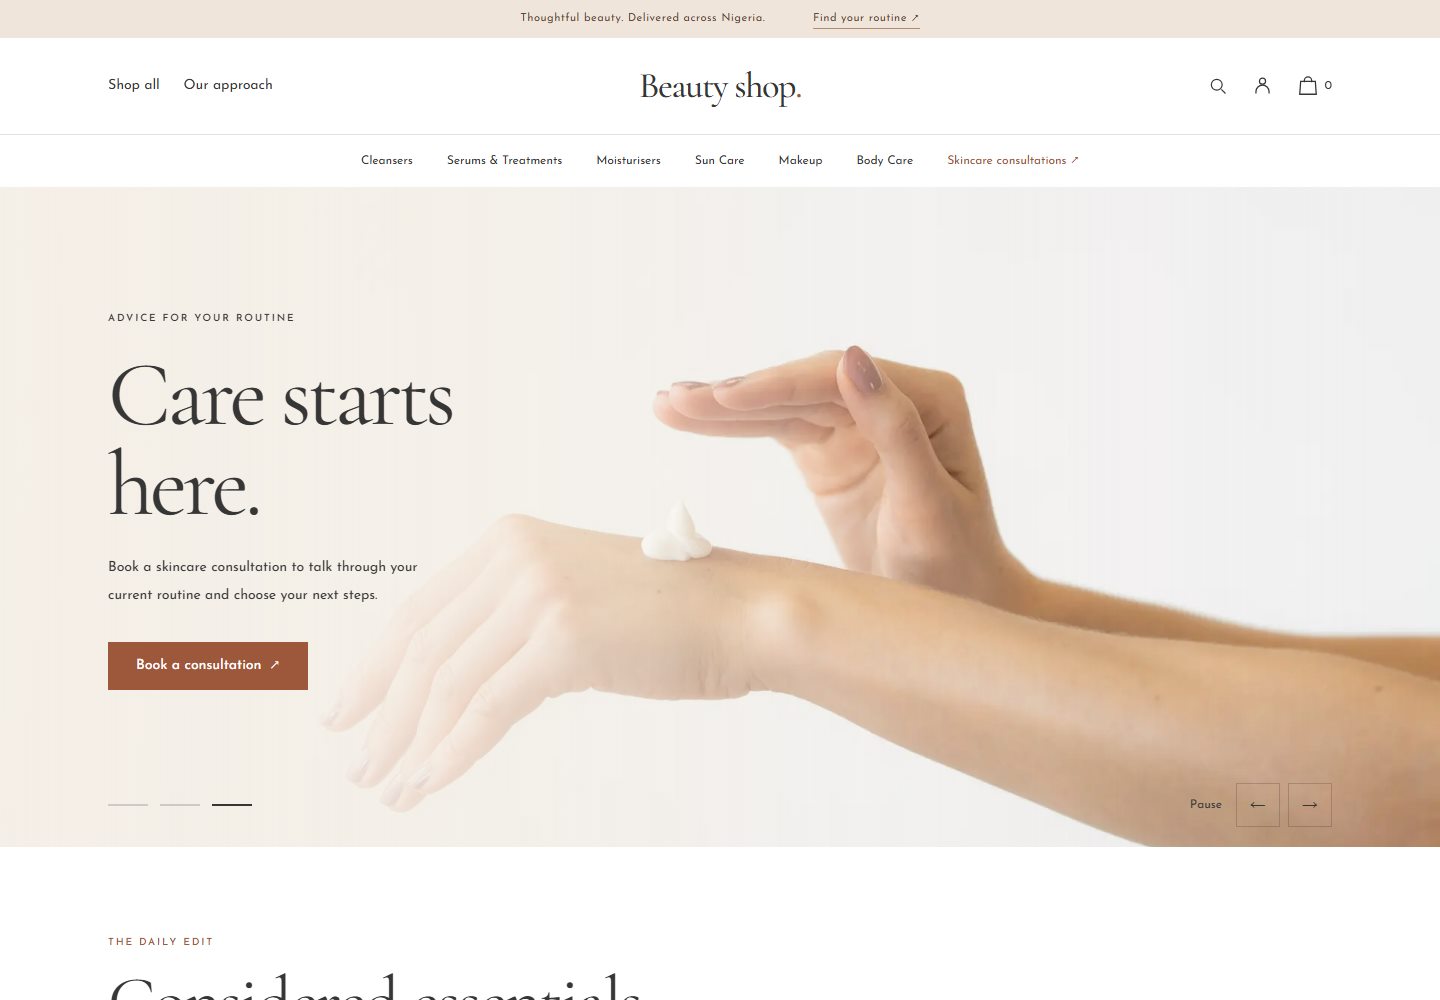 Thoughtful beauty. Delivered across Nigeria.
Find your routine ↗
Shop all
Our approach
Beauty shop.
0
Cleansers
Serums & Treatments
Moisturisers
Sun Care
Makeup
Body Care
Skincare consultations ↗
ADVICE FOR YOUR ROUTINE
Care starts
here.
Book a skincare consultation to talk through your
current routine and choose your next steps.
Book a consultation ↗
Pause
← →
THE DAILY EDIT
Considered essentials